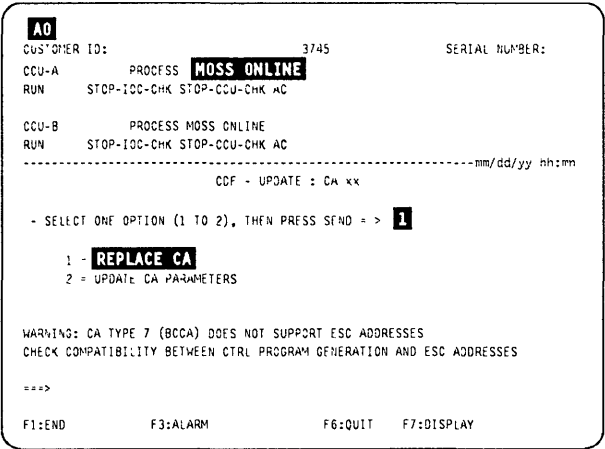 A0
CUSTOMER ID: 3745 SERIAL NUMBER:
CCU-A PROCESS MOSS ONLINE
RUN STOP-IOC-CHK STOP-CCU-CHK AC
CCU-B PROCESS MOSS ONLINE
RUN STOP-IOC-CHK STOP-CCU-CHK AC
---------------------------------------------------------------mm/dd/yy hh:mn
CDF - UPDATE : CA xx
- SELECT ONE OPTION (1 TO 2), THEN PRESS SEND = > 1
1 - REPLACE CA
2 = UPDATE CA PARAMETERS
WARNING: CA TYPE 7 (BCCA) DOES NOT SUPPORT ESC ADDRESSES
CHECK COMPATIBILITY BETWEEN CTRL PROGRAM GENERATION AND ESC ADDRESSES
===>
F1:END F3:ALARM F6:QUIT F7:DISPLAY